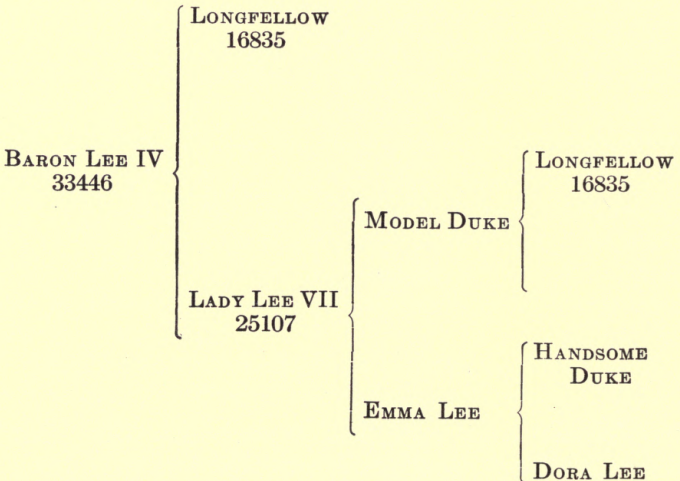 LONGFELLOW
16835
BARON LEE IV
33446
LONGFELLOW
16835
MODEL DUKE
LADY LEE VII
25107
HANDSOME
DUKE
EMMA LEE
DORA LEE